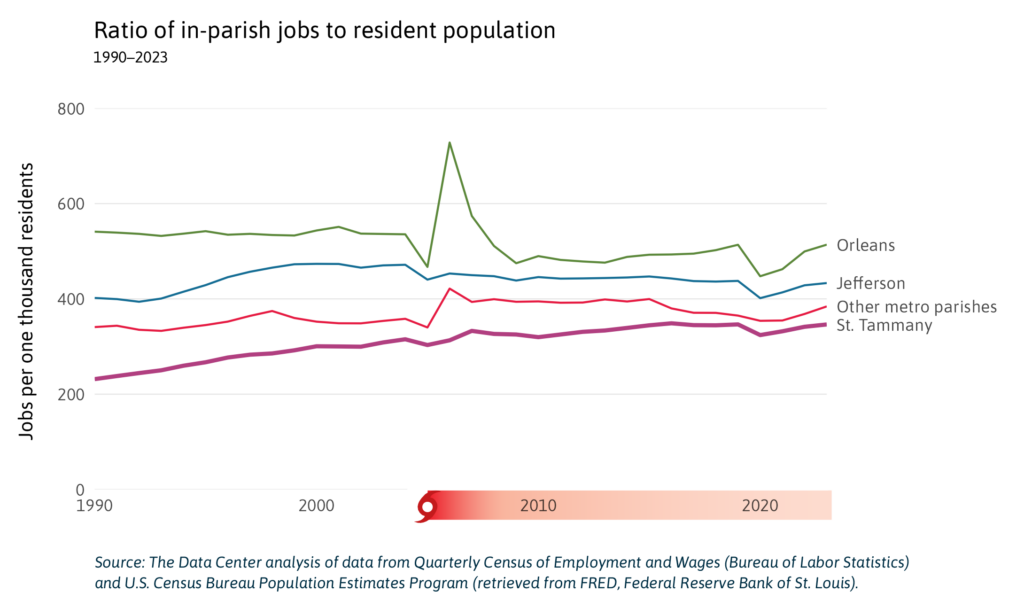 Ratio of in-parish jobs to resident population
1990–2023
Jobs per one thousand residents
800
600
400
200
0
Orleans
Jefferson
Other metro parishes
St. Tammany
1990
2000
2010
2020
Source: The Data Center analysis of data from Quarterly Census of Employment and Wages (Bureau of Labor Statistics)
and U.S. Census Bureau Population Estimates Program (retrieved from FRED, Federal Reserve Bank of St. Louis).